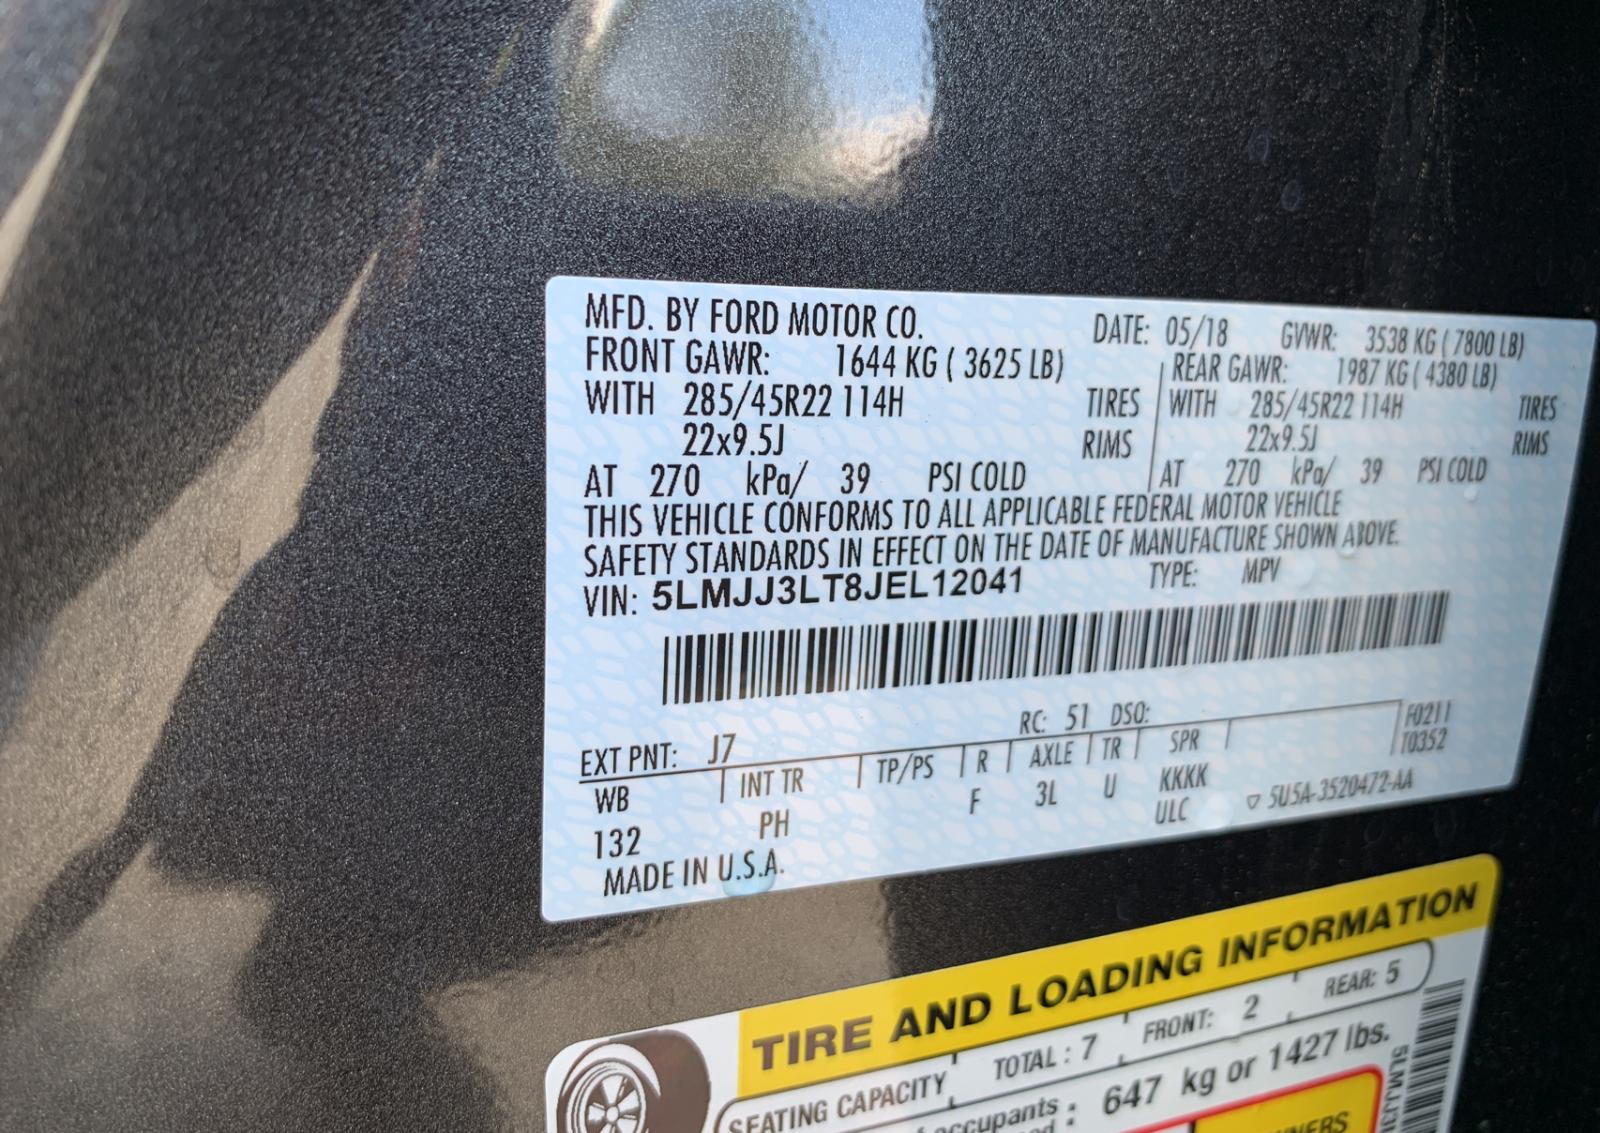 MFD. BY FORD MOTOR CO. DATE: 05/18 GVWR: 3538 KG ( 7800 LB)
FRONT GAWR: 1644 KG ( 3625 LB) REAR GAWR: 1987 KG ( 4380 LB)
WITH 285/45R22 114H TIRES WITH 285/45R22 114H TIRES
22x9.5J RIMS 22x9.5J RIMS
AT 270 kPa/ 39 PSI COLD AT 270 kPa/ 39 PSI COLD
THIS VEHICLE CONFORMS TO ALL APPLICABLE FEDERAL MOTOR VEHICLE
SAFETY STANDARDS IN EFFECT ON THE DATE OF MANUFACTURE SHOWN ABOVE.
VIN: 5LMJJ3LT8JEL12041 TYPE: MPV
EXT PNT: J7 RC: 51 DSO: F0211
WB INT TR TP/PS R AXLE TR SPR T0352
132 PH F 3L U KKKK
ULC 5U5A-3520472-AA
MADE IN U.S.A.
TIRE AND LOADING INFORMATION
SEATING CAPACITY TOTAL : 7 FRONT: 2 REAR: 5
occupants : 647 kg or 1427 lbs.
5LMJJ3